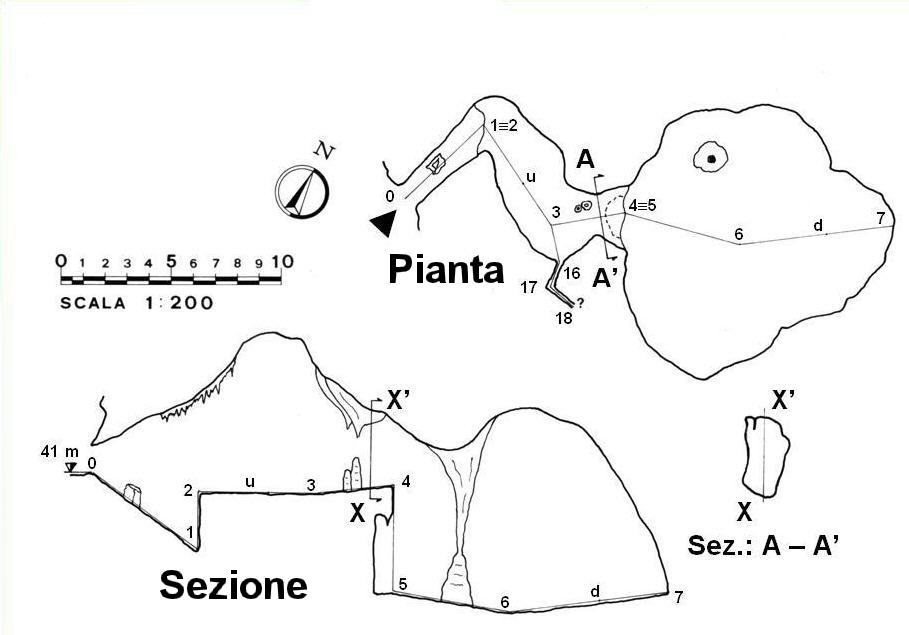 N
A
1≡2
u
0
3
4≡5
6
d
7
Pianta
16
A'
17
18
?
0 1 2 3 4 5 6 7 8 9 10
SCALA 1:200
X'
X'
41 m
0
2
u
3
4
X
X
1
Sez.: A – A'
Sezione
5
6
d
7